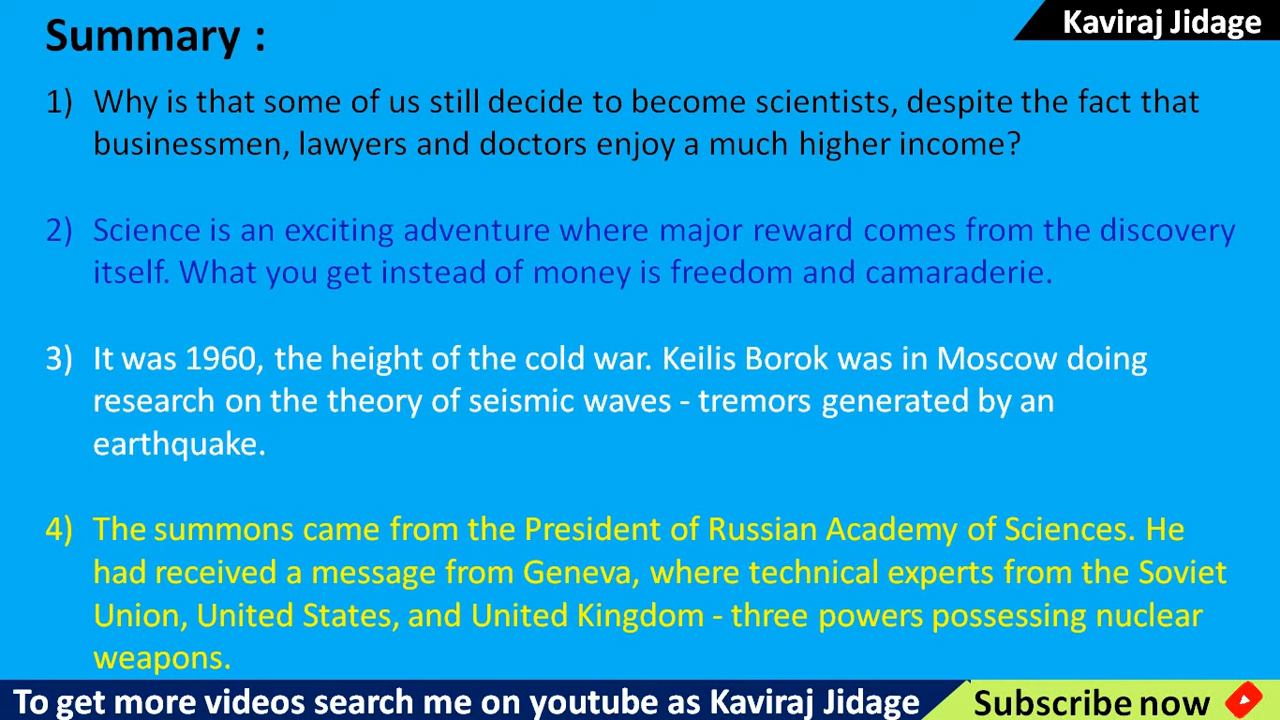 Summary :
Kaviraj Jidage
1) Why is that some of us still decide to become scientists, despite the fact that
businessmen, lawyers and doctors enjoy a much higher income?
2) Science is an exciting adventure where major reward comes from the discovery
itself. What you get instead of money is freedom and camaraderie.
3) It was 1960, the height of the cold war. Keilis Borok was in Moscow doing
research on the theory of seismic waves - tremors generated by an
earthquake.
4) The summons came from the President of Russian Academy of Sciences. He
had received a message from Geneva, where technical experts from the Soviet
Union, United States, and United Kingdom - three powers possessing nuclear
weapons.
To get more videos search me on youtube as Kaviraj Jidage
Subscribe now